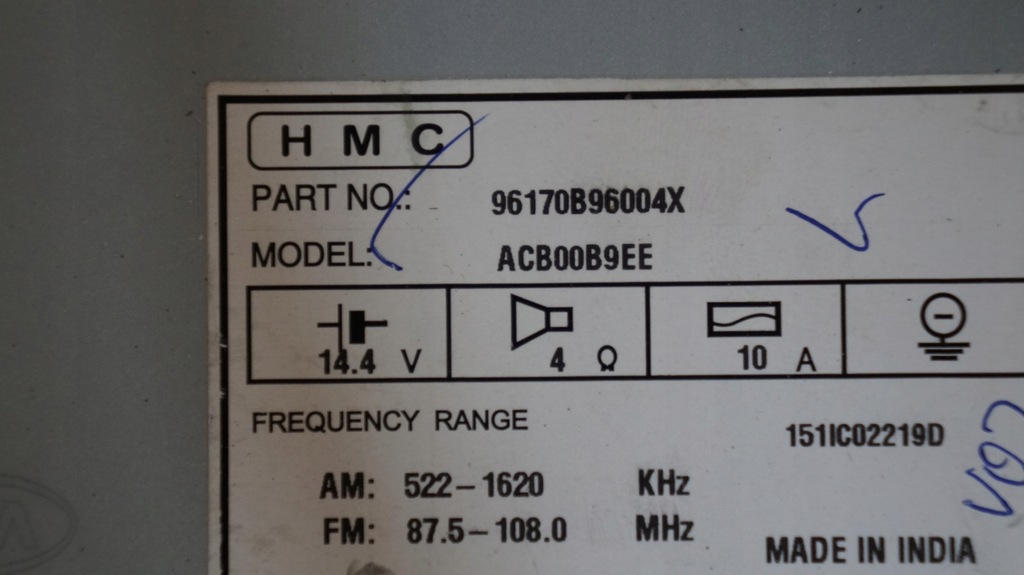 HMC
PART NO.: 96170B96004X
MODEL: ACB00B9EE
14.4 V 4 Ω 10 A
FREQUENCY RANGE
151IC02219D
AM: 522-1620 KHz
FM: 87.5-108.0 MHz
MADE IN INDIA